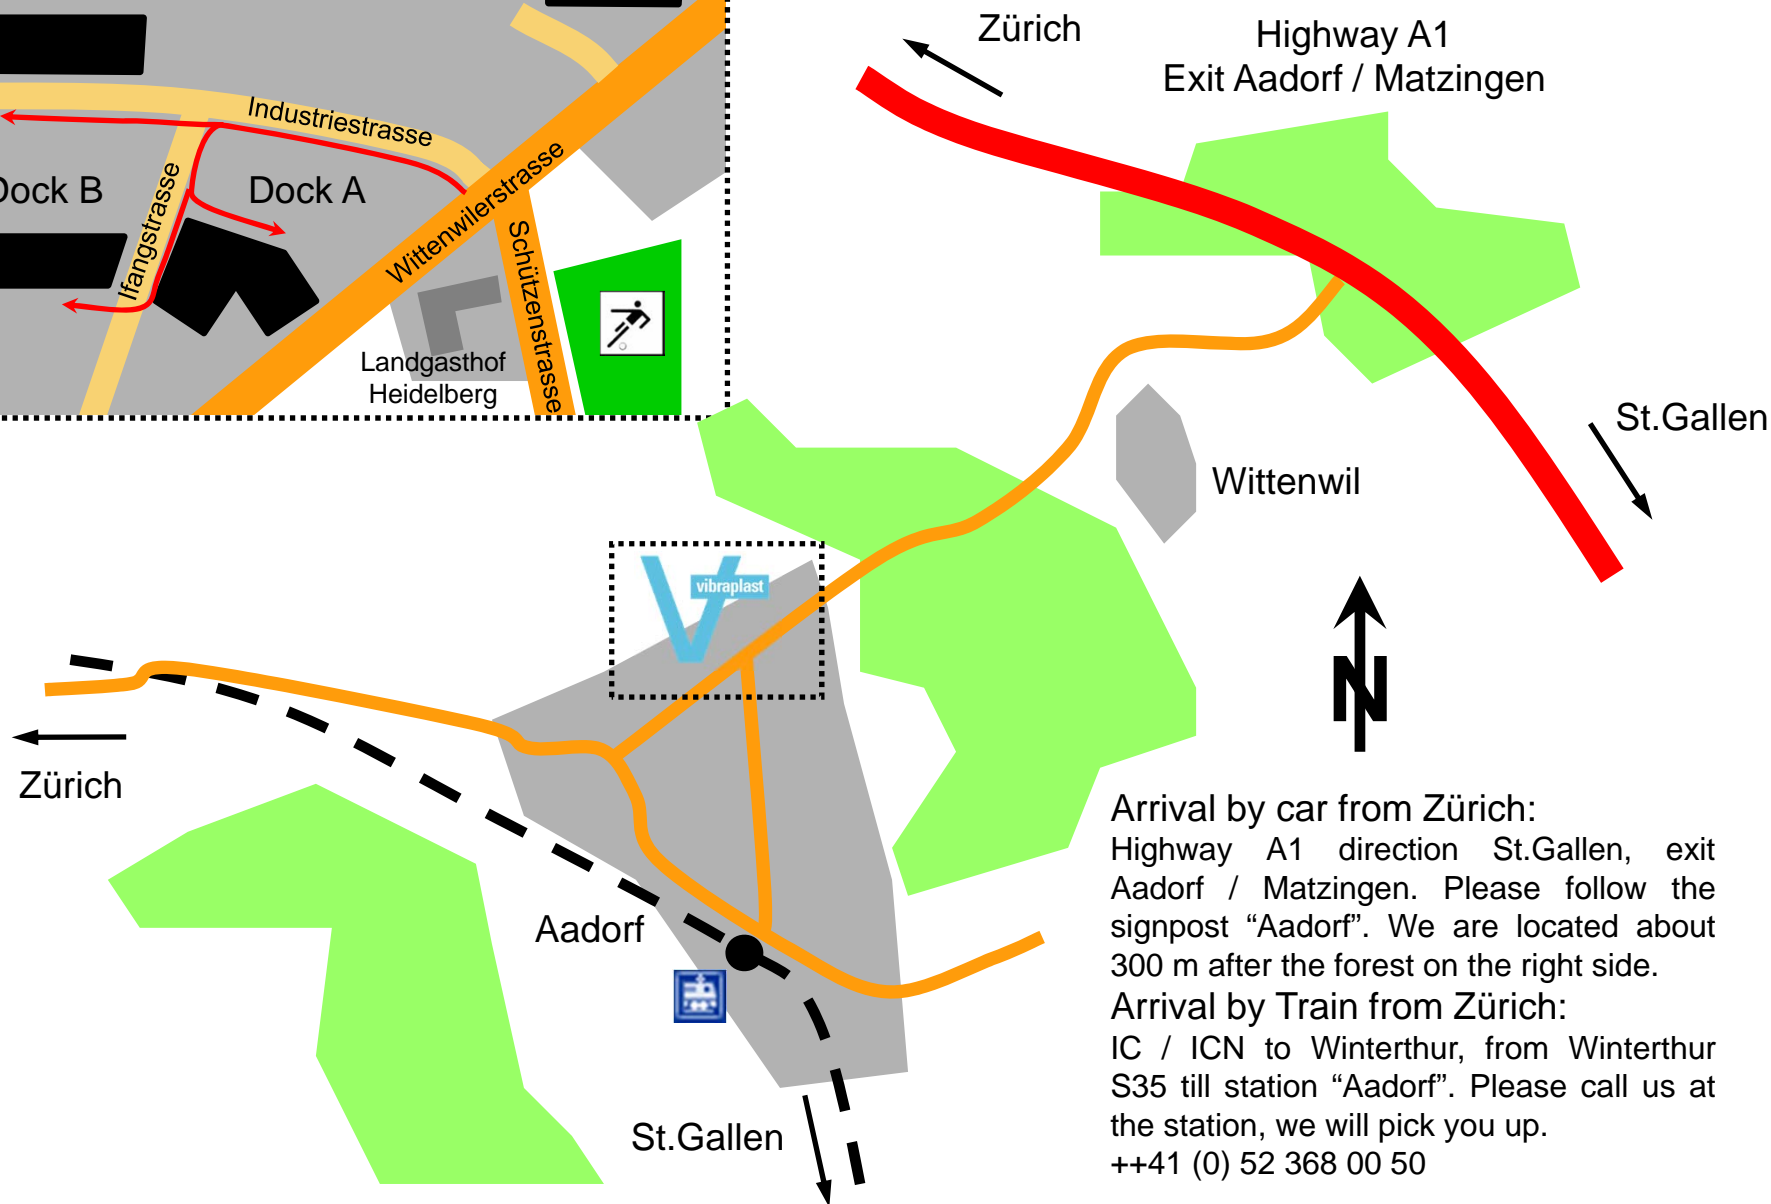 Zürich
Highway A1
Exit Aadorf / Matzingen
Industriestrasse
Dock B
Dock A
Ifangstrasse
Wittenwilerstrasse
Schützenstrasse
Landgasthof
Heidelberg
St.Gallen
Wittenwil
vibraplast
N
Zürich
Aadorf
St.Gallen
Arrival by car from Zürich:
Highway A1 direction St.Gallen, exit
Aadorf / Matzingen. Please follow the
signpost “Aadorf”. We are located about
300 m after the forest on the right side.
Arrival by Train from Zürich:
IC / ICN to Winterthur, from Winterthur
S35 till station “Aadorf”. Please call us at
the station, we will pick you up.
++41 (0) 52 368 00 50